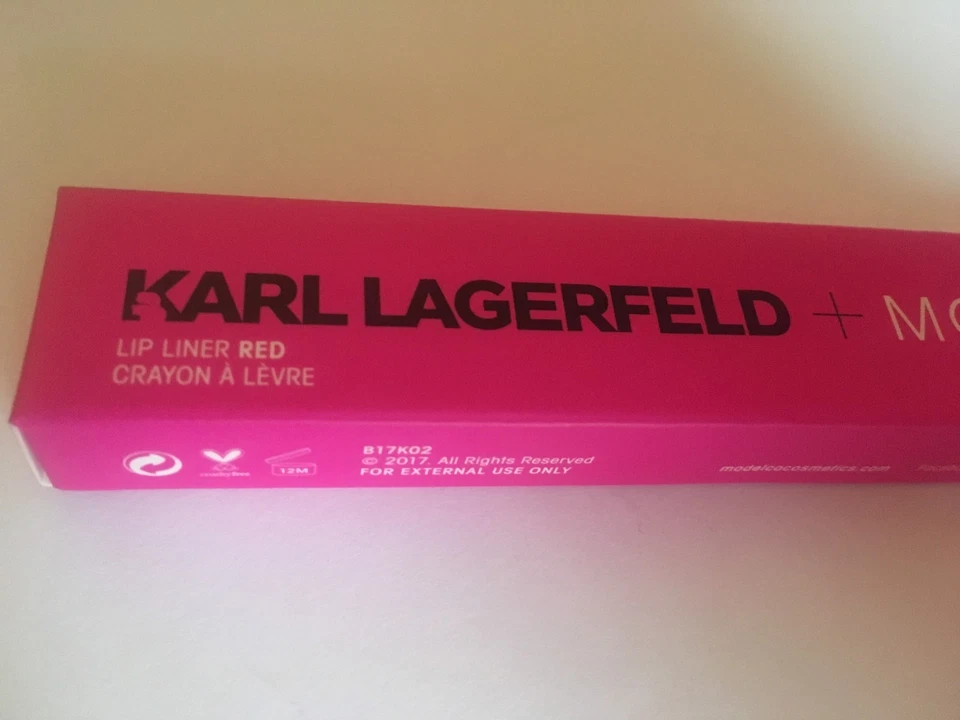 KARL LAGERFELD + MO
LIP LINER RED
CRAYON À LÈVRE
12M
B17K02
© 2017. All Rights Reserved
FOR EXTERNAL USE ONLY
modelcocosmetics.com